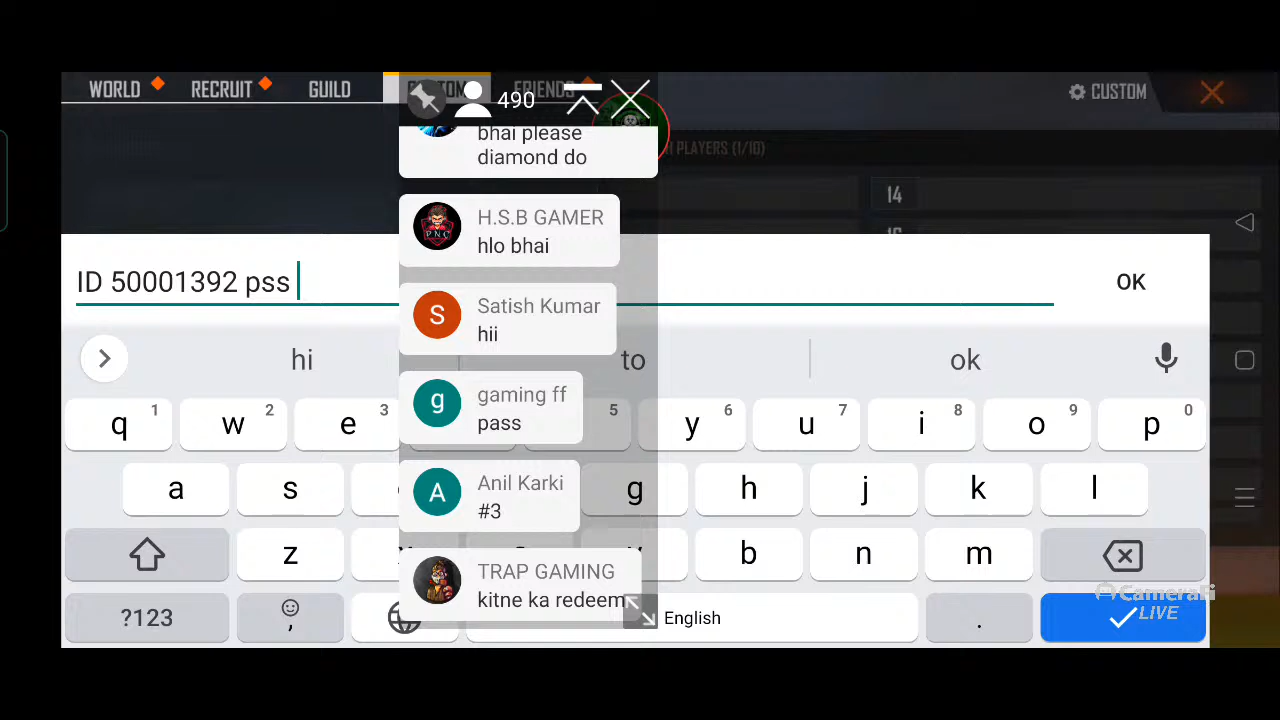 WORLD RECRUIT GUILD FRIENDS CUSTOM
490
PLAYERS (1/10)
14
bhai please
diamond do
H.S.B GAMER
hlo bhai
ID 50001392 pss
OK
S
Satish Kumar
hii
hi to ok
g
gaming ff
pass
q 1 w 2 e 3 5 y 6 u 7 i 8 o 9 p 0
A
Anil Karki
#3
a s g h j k l
z b n m
TRAP GAMING
kitne ka redeem
?123 , English .
CameraFi
LIVE